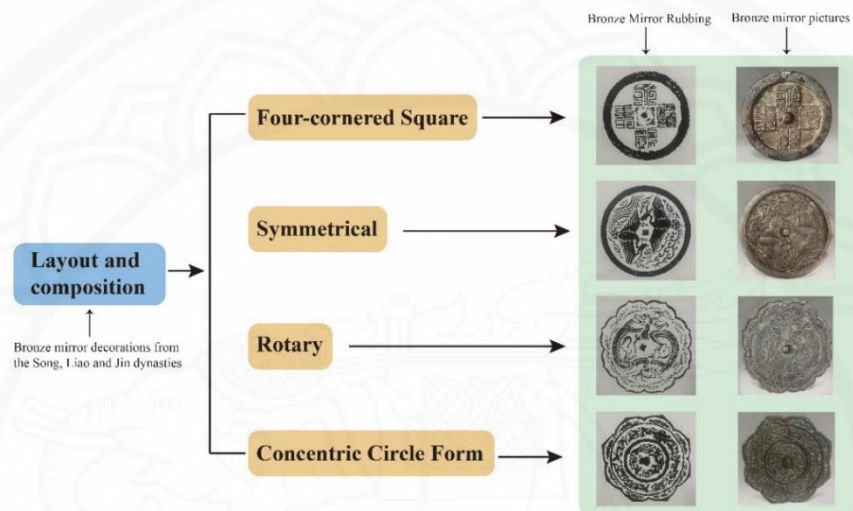 Bronze Mirror Rubbing
Bronze mirror pictures
Four-cornered Square
Symmetrical
Layout and
composition
Bronze mirror decorations from
the Song, Liao and Jin dynasties
Rotary
Concentric Circle Form